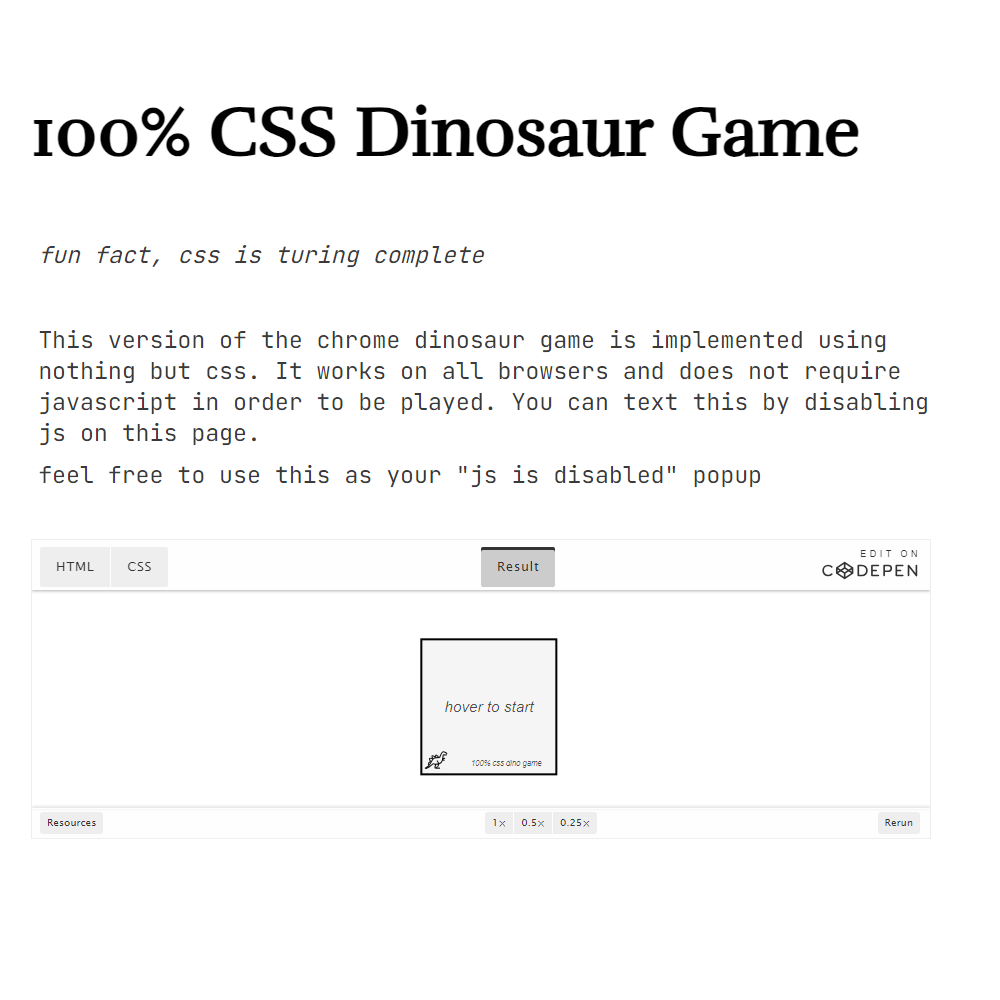 100% CSS Dinosaur Game
fun fact, css is turing complete
This version of the chrome dinosaur game is implemented using
nothing but css. It works on all browsers and does not require
javascript in order to be played. You can text this by disabling
js on this page.
feel free to use this as your "js is disabled" popup
HTML CSS Result EDIT ON
CODEPEN
hover to start
100% css dino game
Resources 1× 0.5× 0.25× Rerun